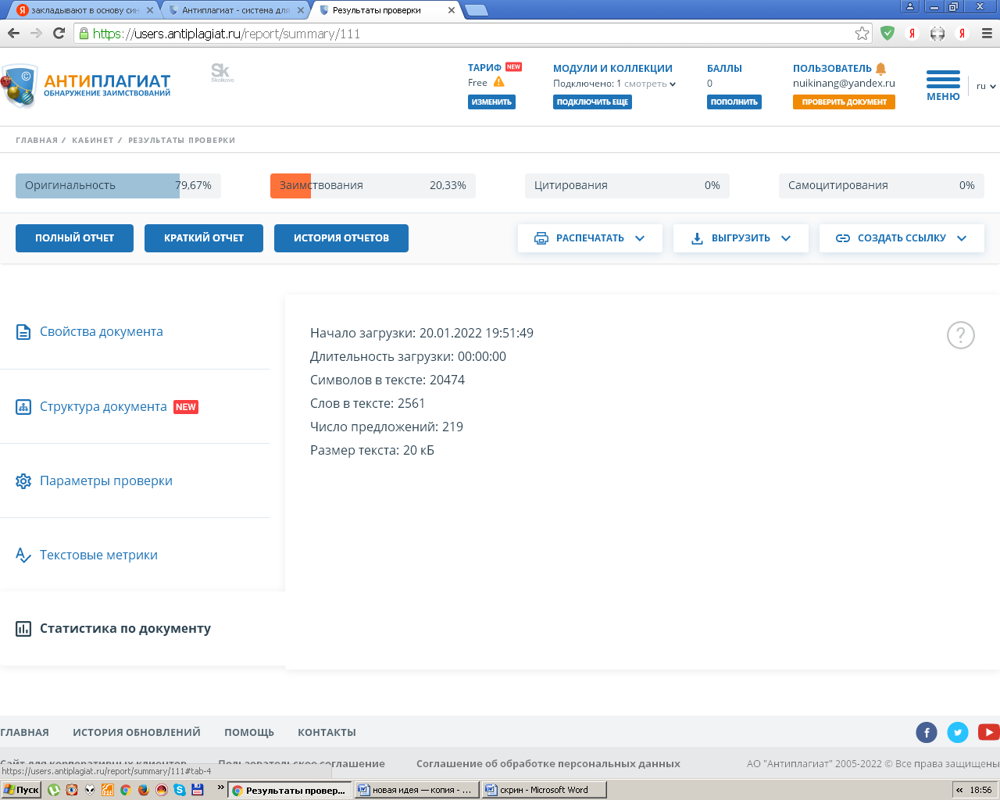 закладывают в основу син
Антиплагиат - система для
Результаты проверки
https://users.antiplagiat.ru/report/summary/111
АНТИПЛАГИАТ
ОБНАРУЖЕНИЕ ЗАИМСТВОВАНИЙ
Sk
Skolkovo
ТАРИФ NEW
Free
ИЗМЕНИТЬ
МОДУЛИ И КОЛЛЕКЦИИ
Подключено: 1 смотреть
ПОДКЛЮЧИТЬ ЕЩЕ
БАЛЛЫ
0
ПОПОЛНИТЬ
ПОЛЬЗОВАТЕЛЬ
nuikinang@yandex.ru
ПРОВЕРИТЬ ДОКУМЕНТ
МЕНЮ
ru
ГЛАВНАЯ / КАБИНЕТ / РЕЗУЛЬТАТЫ ПРОВЕРКИ
Оригинальность 79,67%
Заимствования 20,33%
Цитирования 0%
Самоцитирования 0%
ПОЛНЫЙ ОТЧЕТ
КРАТКИЙ ОТЧЕТ
ИСТОРИЯ ОТЧЕТОВ
РАСПЕЧАТАТЬ
ВЫГРУЗИТЬ
СОЗДАТЬ ССЫЛКУ
Свойства документа
Структура документа NEW
Параметры проверки
Текстовые метрики
Статистика по документу
Начало загрузки: 20.01.2022 19:51:49
Длительность загрузки: 00:00:00
Символов в тексте: 20474
Слов в тексте: 2561
Число предложений: 219
Размер текста: 20 кБ
?
ГЛАВНАЯ ИСТОРИЯ ОБНОВЛЕНИЙ ПОМОЩЬ КОНТАКТЫ
Сайт для корпоративных клиентов Пользовательское соглашение Соглашение об обработке персональных данных АО "Антиплагиат" 2005-2022 © Все права защищены
https://users.antiplagiat.ru/report/summary/111#tab-4
Пуск
Результаты провер...
новая идея — копия - ...
скрин - Microsoft Word
18:56